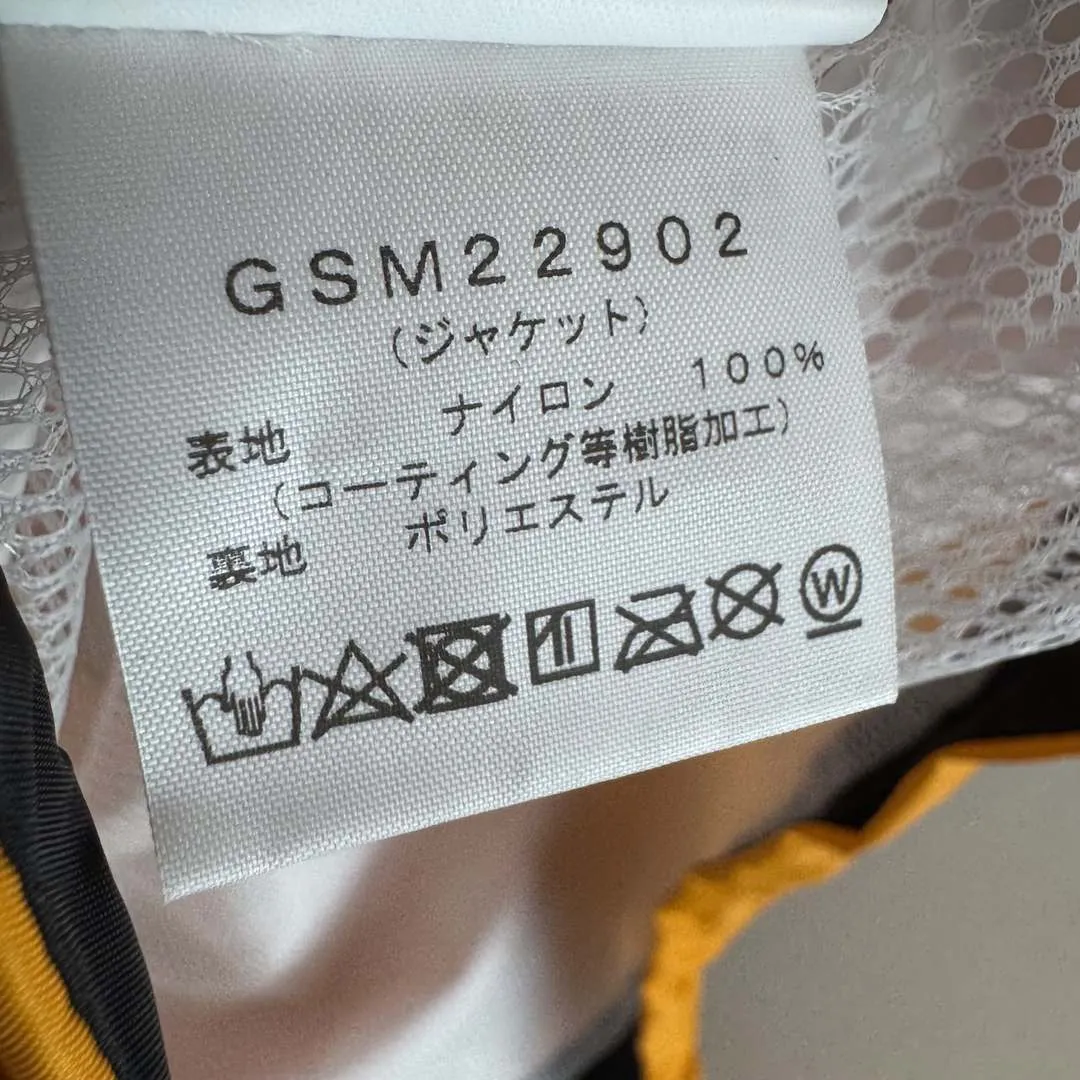 GSM22902
(ジャケット)
表地 ナイロン 100%
(コーティング等樹脂加工)
裏地 ポリエステル
W